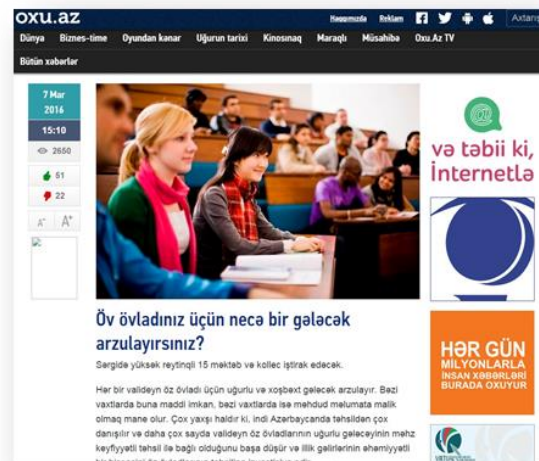 oxu.az
Haqqımızda Reklam
Axtarış
Dünya Biznes-time Oyundan kənar Uğurun tarixi Kinosınaq Maraqlı Müsahibə Oxu.Az TV
Bütün xəbərlər
7 Mar
2016
15:10
2650
51
22
A- A+
və təbii ki,
İnternetlə
HƏR GÜN
MİLYONLARLA
İNSAN XƏBƏRLƏRİ
BURADA OXUYUR
Öv övladınız üçün necə bir gələcək
arzulayırsınız?
Sərgidə yüksək reytinqli 15 məktəb və kollec iştirak edəcək.
Hər bir valideyn öz övladı üçün uğurlu və xoşbəxt gələcək arzulayır. Bəzi
vaxtlarda buna maddi imkan, bəzi vaxtlarda isə məhdud məlumata malik
olmaq mane olur. Çox yaxşı haldır ki, indi Azərbaycanda təhsildən çox
danışılır və daha çox sayda valideyn öz övladlarının uğurlu gələcəyinin məhz
keyfiyyətli təhsil ilə bağlı olduğunu başa düşür və illik gəlirlərinin əhəmiyyətli